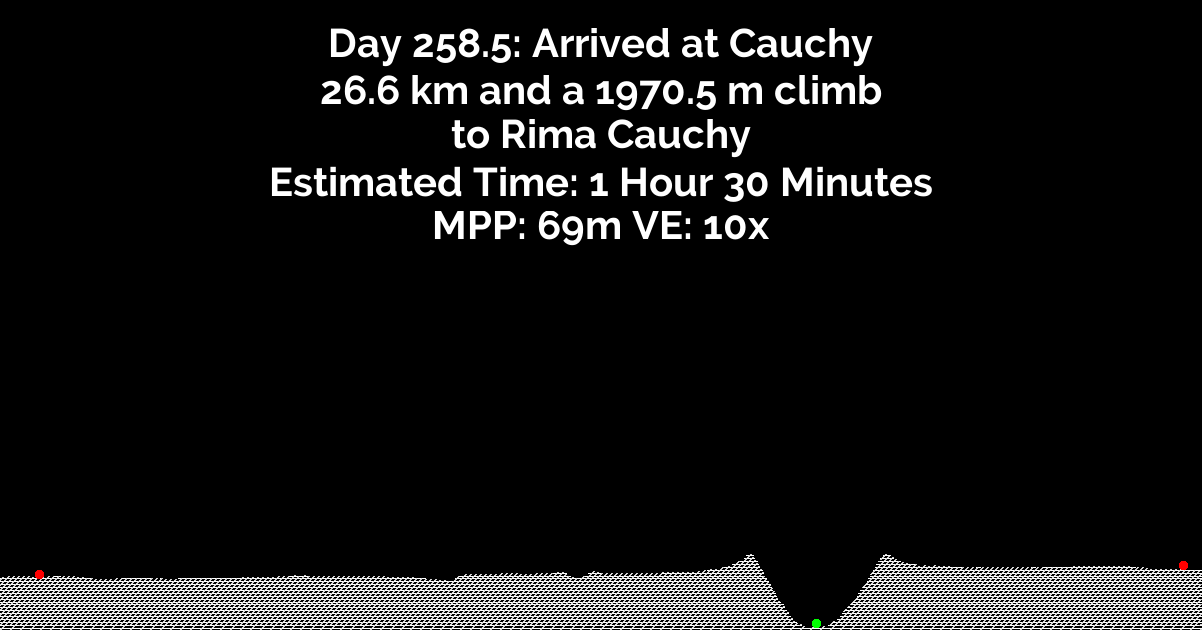 Day 258.5: Arrived at Cauchy
26.6 km and a 1970.5 m climb
to Rima Cauchy
Estimated Time: 1 Hour 30 Minutes
MPP: 69m VE: 10x